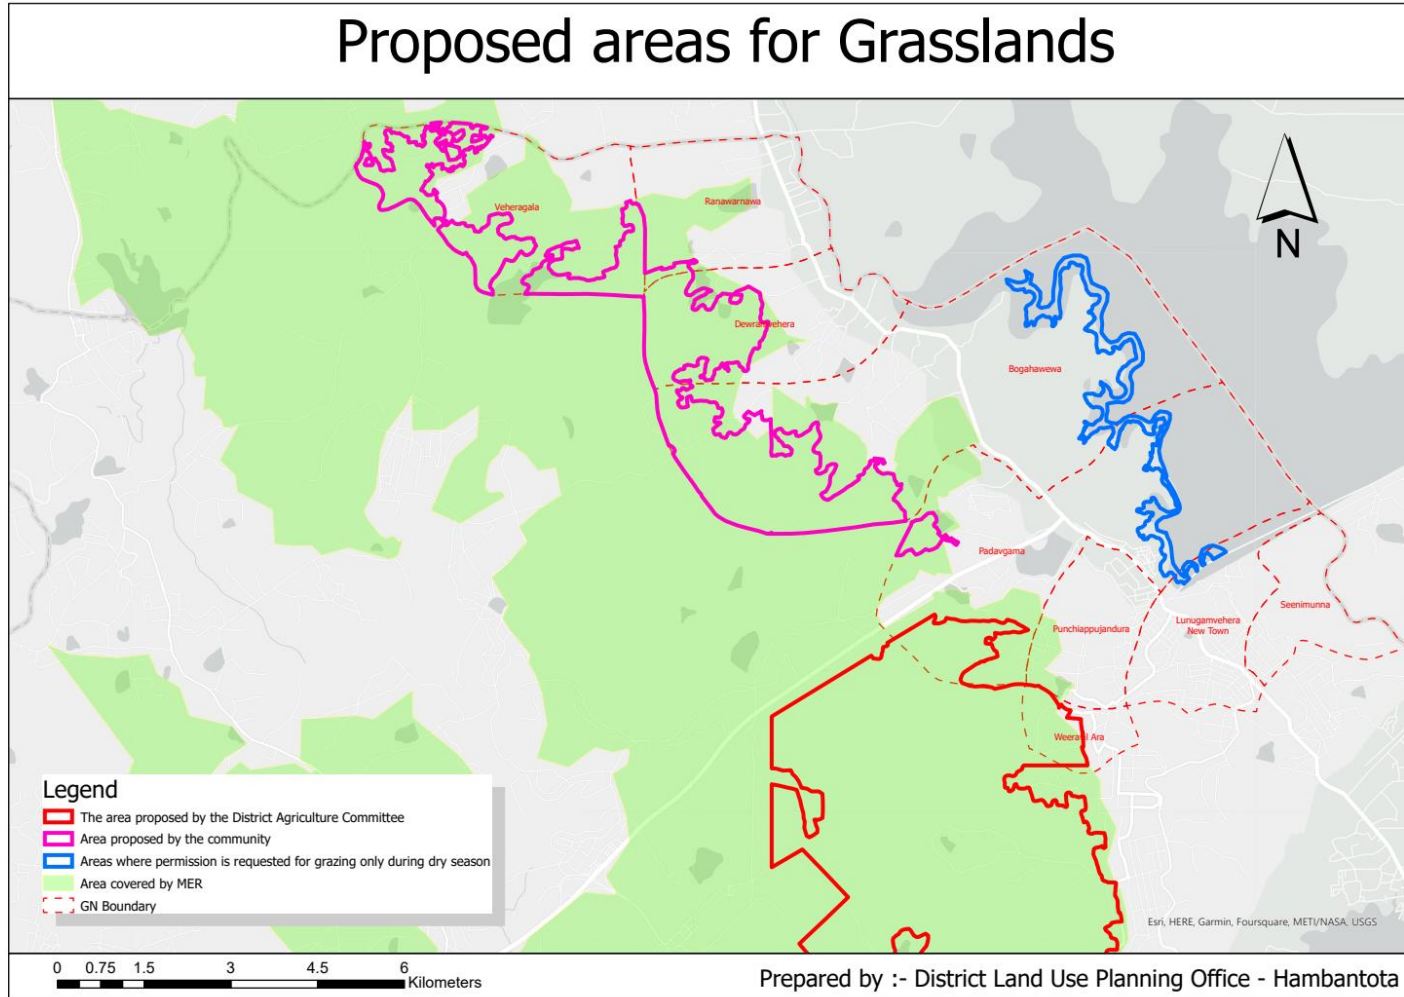 Proposed areas for Grasslands
Veheragala
Ranawarnawa
N
Bogahawewa
Padavgama
Punchiappujandura
Lunugamvehera
New Town
Seenimunna
Legend
The area proposed by the District Agriculture Committee
Area proposed by the community
Areas where permission is requested for grazing only during dry season
Area covered by MER
GN Boundary
Esri, HERE, Garmin, Foursquare, METI/NASA, USGS
0 0.75 1.5 3 4.5 6
Kilometers
Prepared by :- District Land Use Planning Office - Hambantota